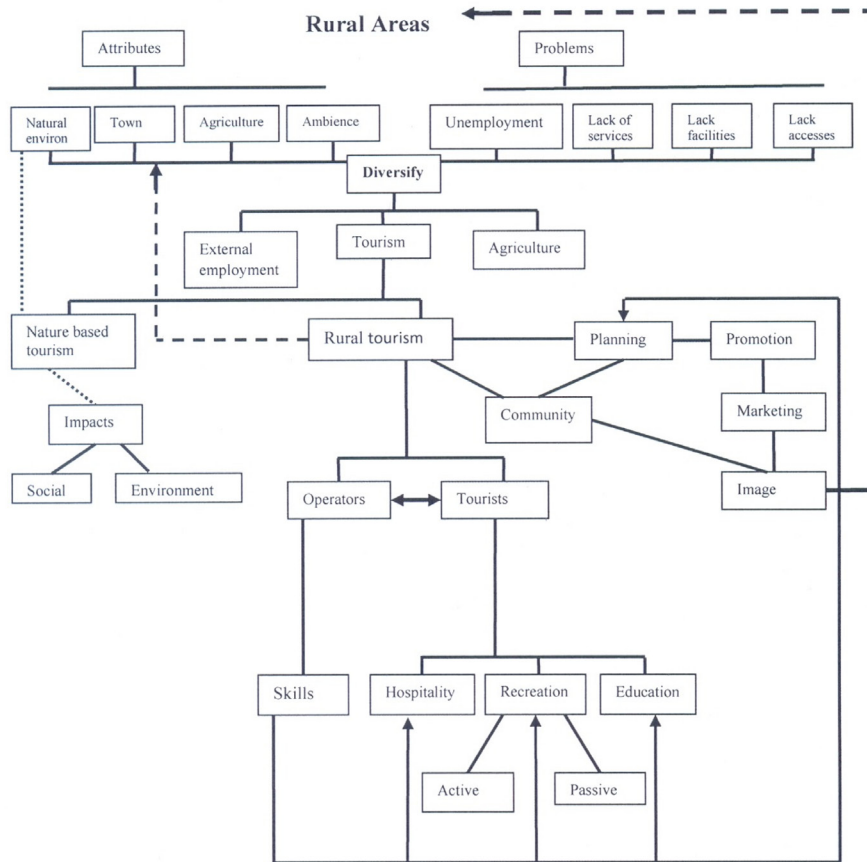 Rural Areas
Attributes
Problems
Natural
environ
Town
Agriculture
Ambience
Unemployment
Lack of
services
Lack
facilities
Lack
accesses
Diversify
External
employment
Tourism
Agriculture
Nature based
tourism
Rural tourism
Planning
Promotion
Impacts
Community
Marketing
Social
Environment
Operators
Tourists
Image
Skills
Hospitality
Recreation
Education
Active
Passive